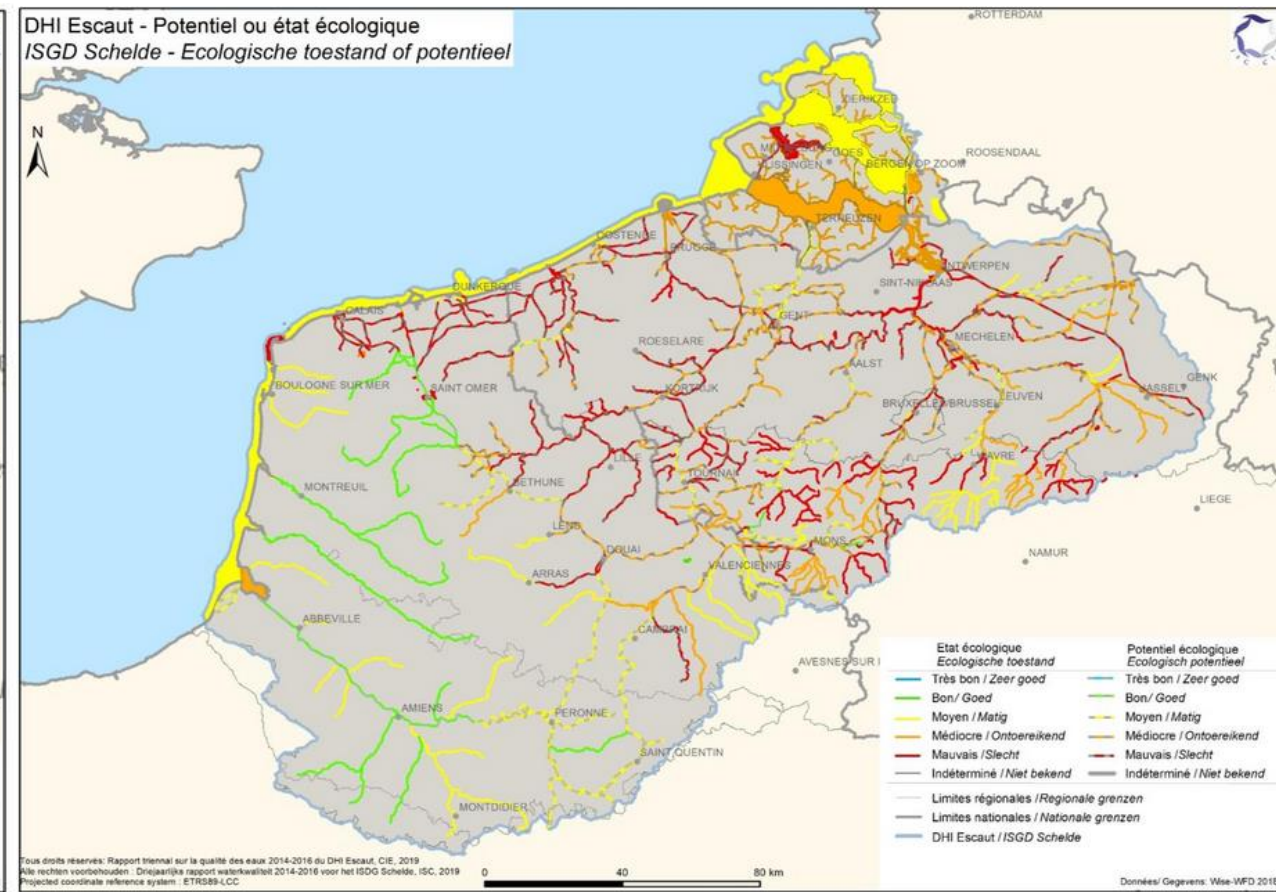 DHI Escaut - Potentiel ou état écologique
ISGD Schelde - Ecologische toestand of potentieel
N
ROTTERDAM
ZIERIKZEE
GOES
BERGEN OP ZOOM
ROOSENDAAL
TERNEUZEN
OOSTENDE
BRUGGE
ANTWERPEN
SINT-NIKLAAS
DUNKERQUE
CALAIS
GENT
MECHELEN
ROESELARE
AALST
GENK
HASSELT
BOULOGNE SUR MER
SAINT OMER
KORTRIJK
BRUXELLES/BRUSSEL
LEUVEN
LILLE
WAVRE
TOURNAI
BETHUNE
MONTREUIL
LIEGE
LENS
MONS
DOUAI
NAMUR
VALENCIENNES
ARRAS
ABBEVILLE
CAMBRAI
AVESNES SUR
AMIENS
PERONNE
SAINT QUENTIN
MONTDIDIER
Etat écologique
Ecologische toestand
Très bon / Zeer goed
Bon/ Goed
Moyen / Matig
Médiocre / Ontoereikend
Mauvais /Slecht
Indéterminé / Niet bekend
Potentiel écologique
Ecologisch potentieel
Très bon / Zeer goed
Bon/ Goed
Moyen / Matig
Médiocre / Ontoereikend
Mauvais /Slecht
Indéterminé / Niet bekend
Limites régionales /Regionale grenzen
Limites nationales / Nationale grenzen
DHI Escaut / ISGD Schelde
Tous droits réservés: Rapport triennal sur la qualité des eaux 2014-2016 du DHI Escaut, CIE, 2019
Alle rechten voorbehouden : Driejaarlijks rapport waterkwaliteit 2014-2016 voor het ISDG Schelde, ISC, 2019
Projected coordinate reference system : ETRS89-LCC
0 40 80 km
Données/ Gegevens: Wise-WFD 2018